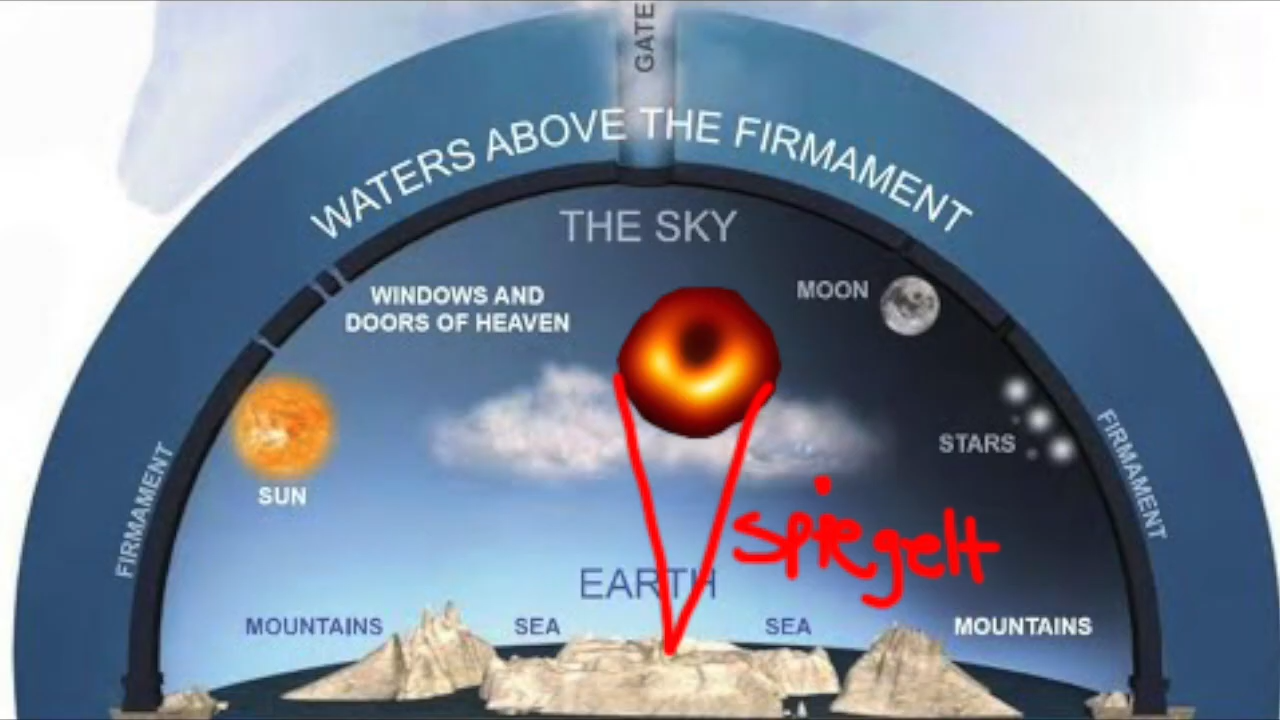 GATE
WATERS ABOVE THE FIRMAMENT
THE SKY
WINDOWS AND
DOORS OF HEAVEN
MOON
STARS
SUN
FIRMAMENT
FIRMAMENT
spiegelt
EARTH
MOUNTAINS
SEA
SEA
MOUNTAINS